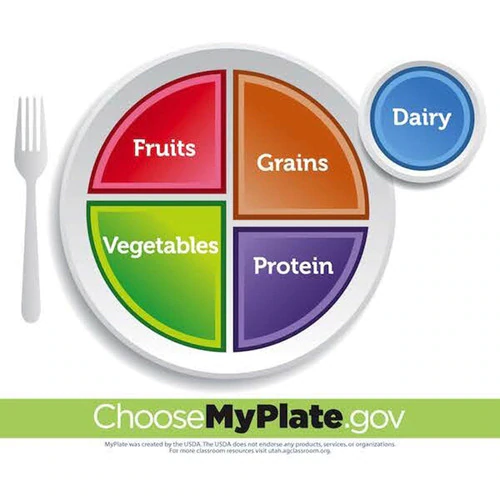 Fruits
Grains
Dairy
Vegetables
Protein
ChooseMyPlate.gov
MyPlate was created by the USDA. The USDA does not endorse any products, services, or organizations.
For more classroom resources visit utah.agclassroom.org.